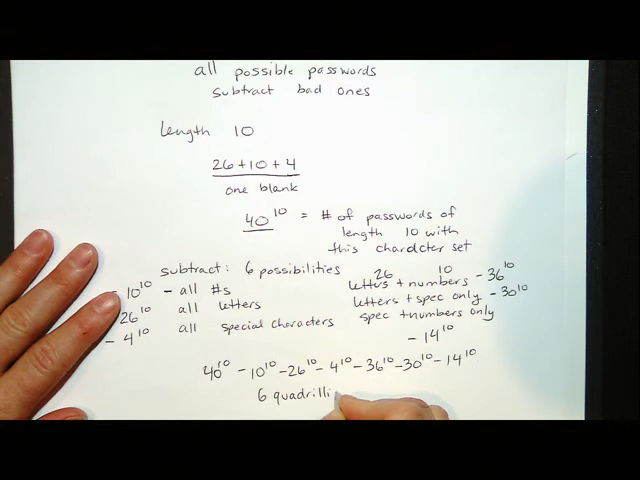 all possible passwords
subtract bad ones
length 10
26+10+4
one blank
40^10 = # of passwords of
length 10 with
this character set
subtract: 6 possibilities
- 10^10 - all #s
26^10 all letters
- 4^10 all special characters
26 10
letters + numbers - 36^10
letters + spec only - 30^10
spec + numbers only
- 14^10
40^10 - 10^10 - 26^10 - 4^10 - 36^10 - 30^10 - 14^10
6 quadrilli